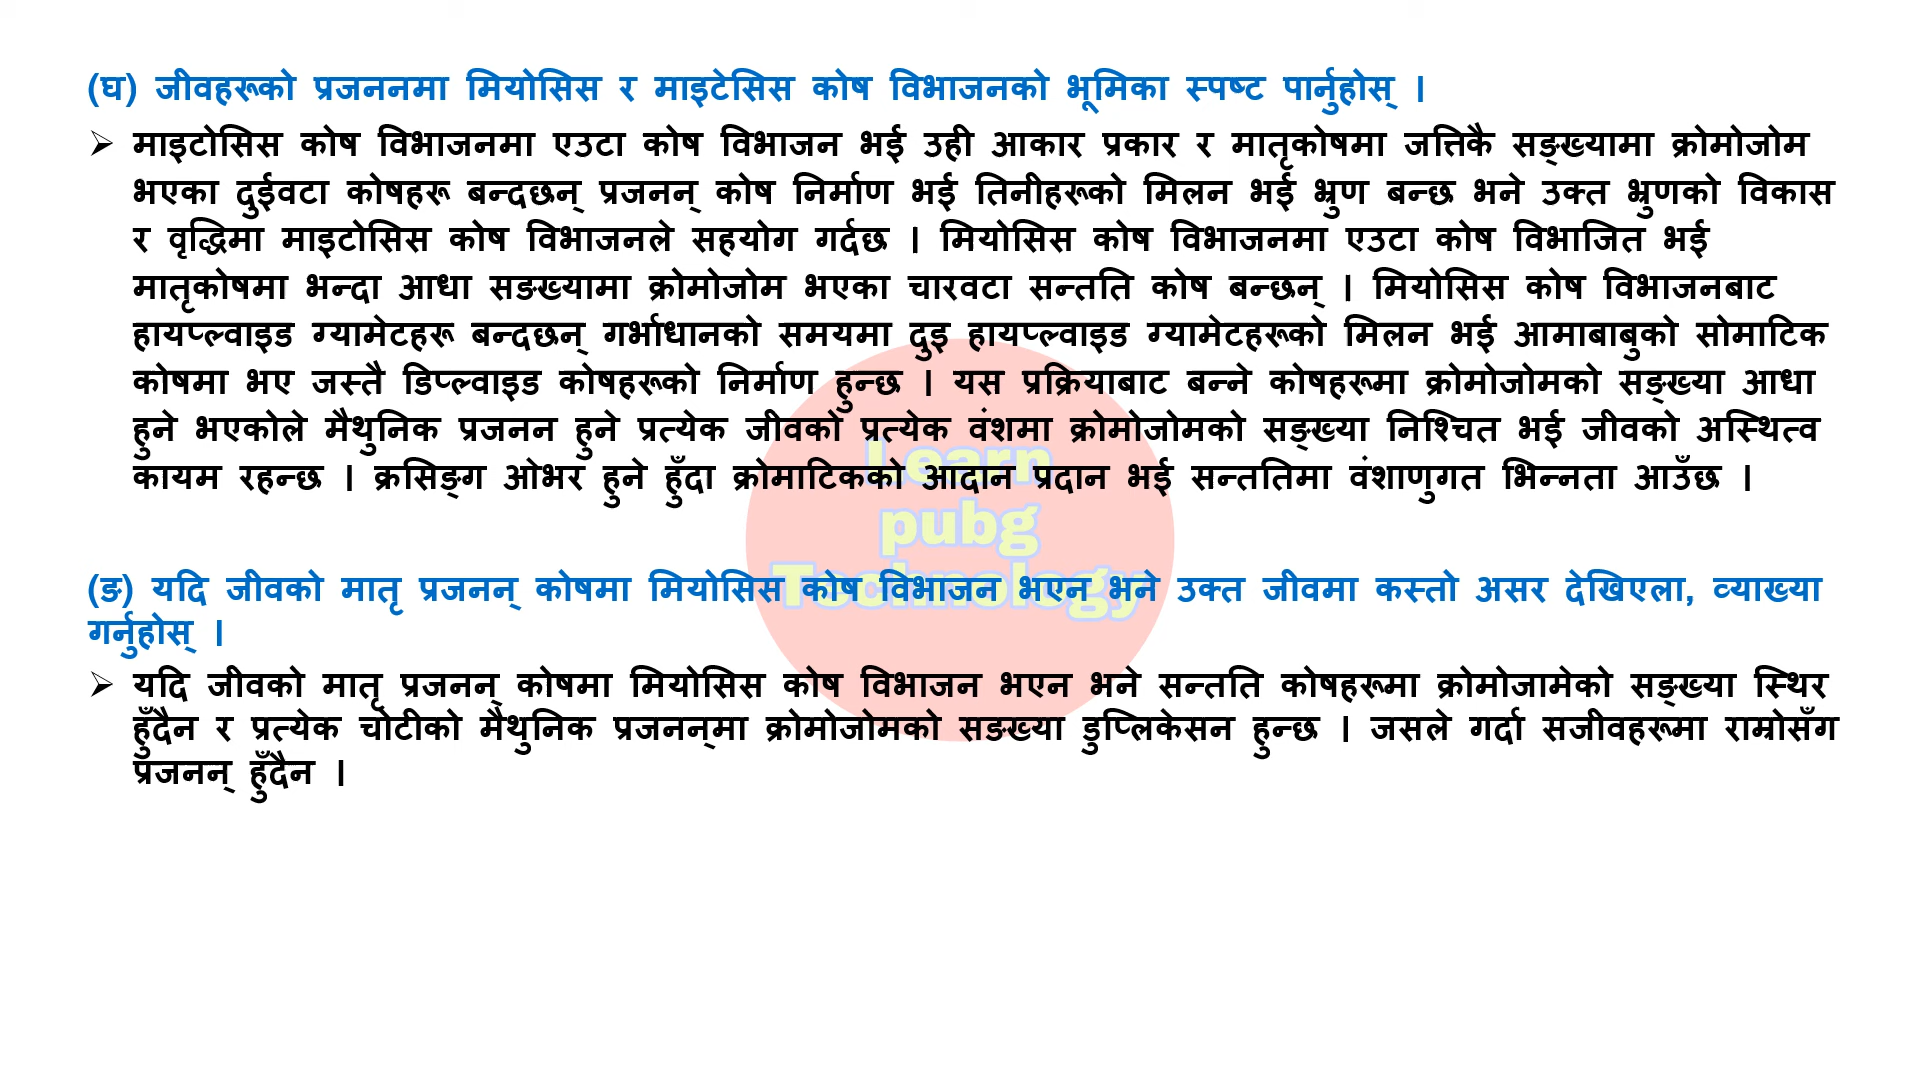 (घ) जीवहरूको प्रजननमा मियोसिस र माइटेसिस कोष विभाजनको भूमिका स्पष्ट पार्नुहोस् ।
➢ माइटोसिस कोष विभाजनमा एउटा कोष विभाजन भई उही आकार प्रकार र मातृकोषमा जत्तिकै सङ्ख्यामा क्रोमोजोम
भएका दुईवटा कोषहरू बन्दछन् प्रजनन् कोष निर्माण भई तिनीहरूको मिलन भई भ्रुण बन्छ भने उक्त भ्रुणको विकास
र वृद्धिमा माइटोसिस कोष विभाजनले सहयोग गर्दछ । मियोसिस कोष विभाजनमा एउटा कोष विभाजित भई
मातृकोषमा भन्दा आधा सङख्यामा क्रोमोजोम भएका चारवटा सन्तति कोष बन्छन् । मियोसिस कोष विभाजनबाट
हायप्ल्वाइड ग्यामेटहरू बन्दछन् गर्भाधानको समयमा दुइ हायप्ल्वाइड ग्यामेटहरूको मिलन भई आमाबाबुको सोमाटिक
कोषमा भए जस्तै डिप्ल्वाइड कोषहरूको निर्माण हुन्छ । यस प्रक्रियाबाट बन्ने कोषहरूमा क्रोमोजोमको सङ्ख्या आधा
हुने भएकोले मैथुनिक प्रजनन हुने प्रत्येक जीवको प्रत्येक वंशमा क्रोमोजोमको सङ्ख्या निश्चित भई जीवको अस्थित्व
कायम रहन्छ । क्रसिङ्ग ओभर हुने हुँदा क्रोमाटिकको आदान प्रदान भई सन्ततिमा वंशाणुगत भिन्नता आउँछ ।
Learn
pubg
Technology
(ङ) यदि जीवको मातृ प्रजनन् कोषमा मियोसिस कोष विभाजन भएन भने उक्त जीवमा कस्तो असर देखिएला, व्याख्या
गर्नुहोस् ।
➢ यदि जीवको मातृ प्रजनन् कोषमा मियोसिस कोष विभाजन भएन भने सन्तति कोषहरूमा क्रोमोजामेको सङ्ख्या स्थिर
हुँदैन र प्रत्येक चोटीको मैथुनिक प्रजनन्‌मा क्रोमोजोमको सङख्या डुप्लिकेसन हुन्छ । जसले गर्दा सजीवहरूमा राम्रोसँग
प्रजनन् हुँदैन ।